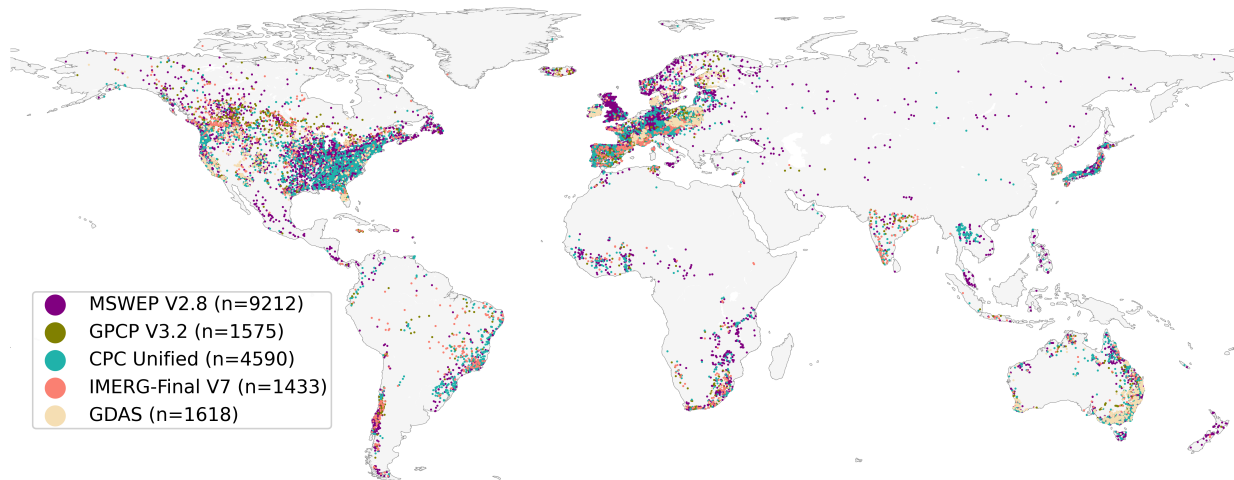 MSWEP V2.8 (n=9212)
GPCP V3.2 (n=1575)
CPC Unified (n=4590)
IMERG-Final V7 (n=1433)
GDAS (n=1618)